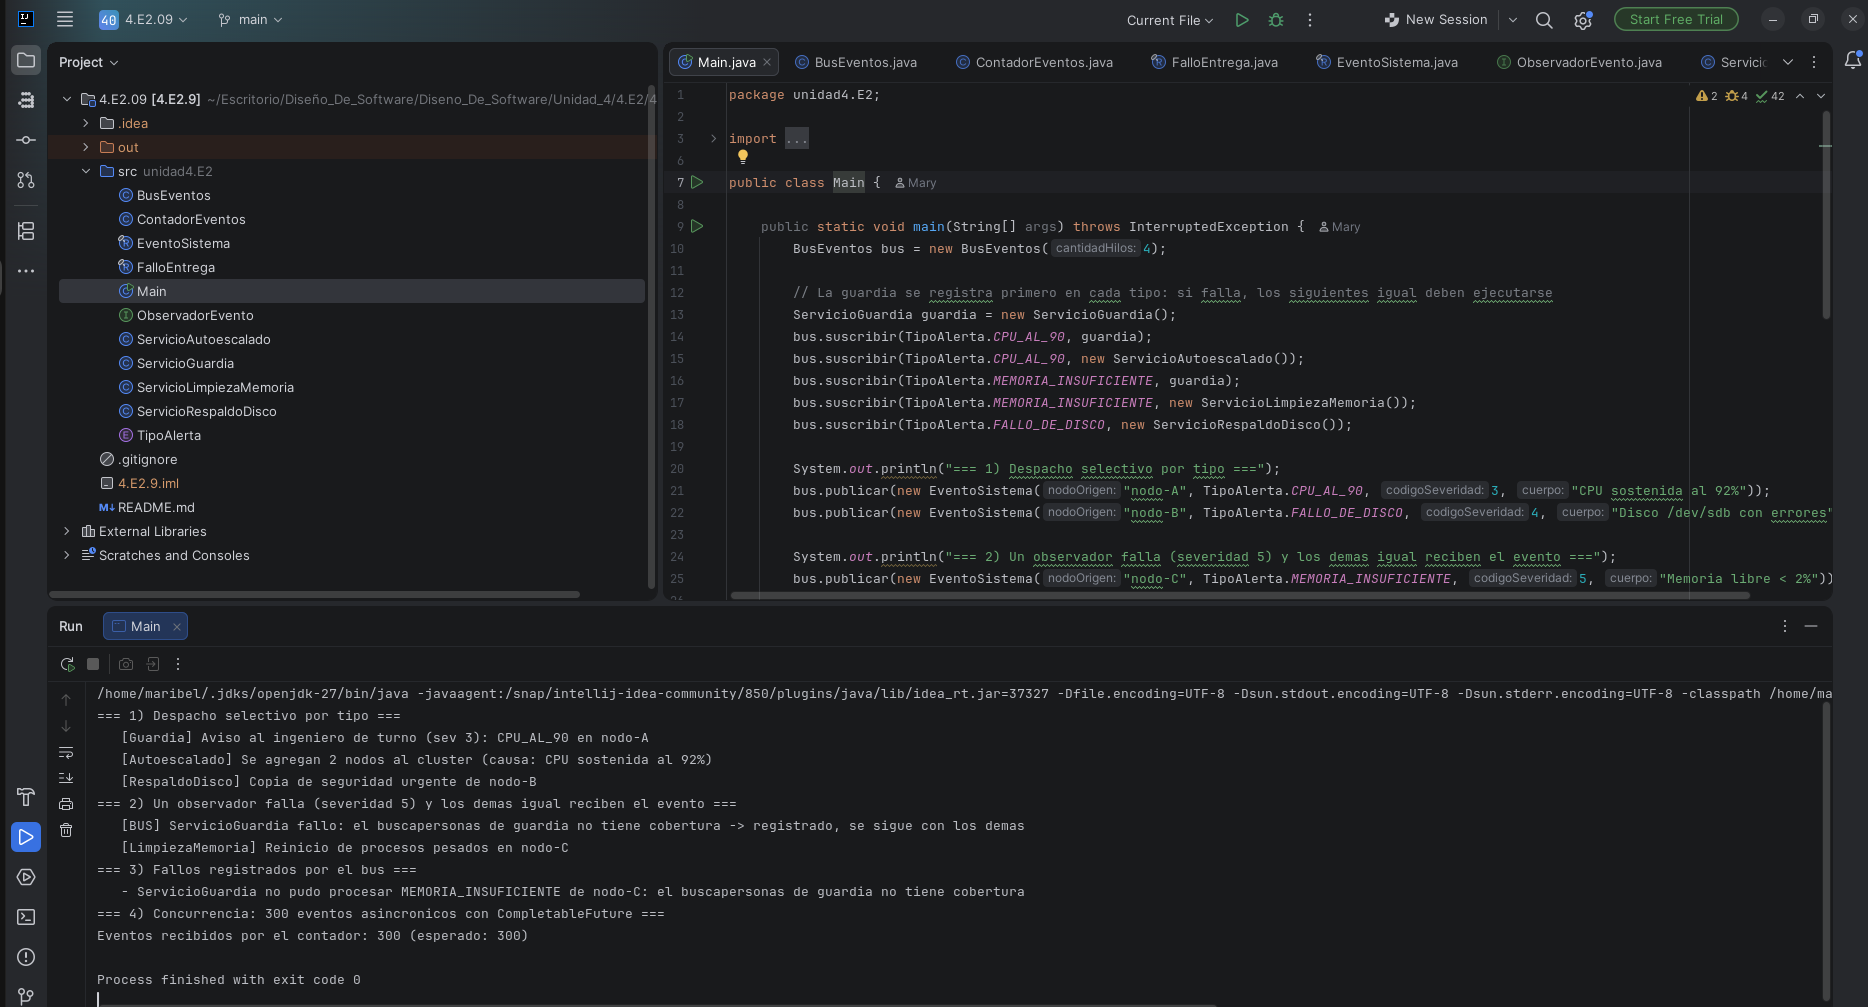 40 4.E2.09 main Current File New Session Start Free Trial
Project
4.E2.09 [4.E2.9] ~/Escritorio/Diseño_De_Software/Diseno_De_Software/Unidad_4/4.E2/4
.idea
out
src unidad4.E2
BusEventos
ContadorEventos
EventoSistema
FalloEntrega
Main
ObservadorEvento
ServicioAutoescalado
ServicioGuardia
ServicioLimpiezaMemoria
ServicioRespaldoDisco
TipoAlerta
.gitignore
4.E2.9.iml
M↓ README.md
External Libraries
Scratches and Consoles
Main.java BusEventos.java ContadorEventos.java FalloEntrega.java EventoSistema.java ObservadorEvento.java Servicio
2 4 42
1 package unidad4.E2;
2
3 import ...
6
7 public class Main { Mary
8
9 public static void main(String[] args) throws InterruptedException { Mary
10 BusEventos bus = new BusEventos( cantidadHilos: 4);
11
12 // La guardia se registra primero en cada tipo: si falla, los siguientes igual deben ejecutarse
13 ServicioGuardia guardia = new ServicioGuardia();
14 bus.suscribir(TipoAlerta.CPU_AL_90, guardia);
15 bus.suscribir(TipoAlerta.CPU_AL_90, new ServicioAutoescalado());
16 bus.suscribir(TipoAlerta.MEMORIA_INSUFICIENTE, guardia);
17 bus.suscribir(TipoAlerta.MEMORIA_INSUFICIENTE, new ServicioLimpiezaMemoria());
18 bus.suscribir(TipoAlerta.FALLO_DE_DISCO, new ServicioRespaldoDisco());
19
20 System.out.println("=== 1) Despacho selectivo por tipo ===");
21 bus.publicar(new EventoSistema( nodoOrigen: "nodo-A", TipoAlerta.CPU_AL_90, codigoSeveridad: 3, cuerpo: "CPU sostenida al 92%"));
22 bus.publicar(new EventoSistema( nodoOrigen: "nodo-B", TipoAlerta.FALLO_DE_DISCO, codigoSeveridad: 4, cuerpo: "Disco /dev/sdb con errores"
23
24 System.out.println("=== 2) Un observador falla (severidad 5) y los demas igual reciben el evento ===");
25 bus.publicar(new EventoSistema( nodoOrigen: "nodo-C", TipoAlerta.MEMORIA_INSUFICIENTE, codigoSeveridad: 5, cuerpo: "Memoria libre < 2%"))
Run Main
/home/maribel/.jdks/openjdk-27/bin/java -javaagent:/snap/intellij-idea-community/850/plugins/java/lib/idea_rt.jar=37327 -Dfile.encoding=UTF-8 -Dsun.stdout.encoding=UTF-8 -Dsun.stderr.encoding=UTF-8 -classpath /home/ma
=== 1) Despacho selectivo por tipo ===
[Guardia] Aviso al ingeniero de turno (sev 3): CPU_AL_90 en nodo-A
[Autoescalado] Se agregan 2 nodos al cluster (causa: CPU sostenida al 92%)
[RespaldoDisco] Copia de seguridad urgente de nodo-B
=== 2) Un observador falla (severidad 5) y los demas igual reciben el evento ===
[BUS] ServicioGuardia fallo: el buscapersonas de guardia no tiene cobertura -> registrado, se sigue con los demas
[LimpiezaMemoria] Reinicio de procesos pesados en nodo-C
=== 3) Fallos registrados por el bus ===
- ServicioGuardia no pudo procesar MEMORIA_INSUFICIENTE de nodo-C: el buscapersonas de guardia no tiene cobertura
=== 4) Concurrencia: 300 eventos asincronicos con CompletableFuture ===
Eventos recibidos por el contador: 300 (esperado: 300)
Process finished with exit code 0